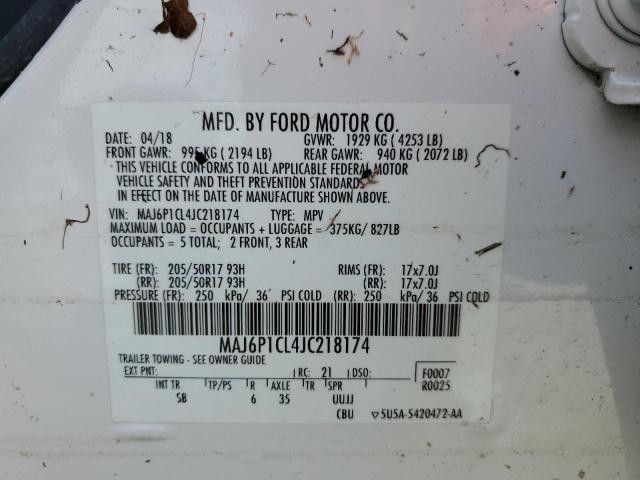 MFD. BY FORD MOTOR CO.
DATE: 04/18 GVWR: 1929 KG ( 4253 LB)
FRONT GAWR: 995 KG ( 2194 LB) REAR GAWR: 940 KG ( 2072 LB)
THIS VEHICLE CONFORMS TO ALL APPLICABLE FEDERAL MOTOR
VEHICLE SAFETY AND THEFT PREVENTION STANDARDS
IN EFFECT ON THE DATE OF MANUFACTURE SHOWN ABOVE.
VIN: MAJ6P1CL4JC218174 TYPE: MPV
MAXIMUM LOAD = OCCUPANTS + LUGGAGE = 375KG/ 827LB
OCCUPANTS = 5 TOTAL; 2 FRONT, 3 REAR
TIRE (FR): 205/50R17 93H RIMS (FR): 17x7.0J
(RR): 205/50R17 93H (RR): 17x7.0J
PRESSURE (FR): 250 kPa/ 36 PSI COLD (RR): 250 kPa/ 36 PSI COLD
MAJ6P1CL4JC218174
TRAILER TOWING - SEE OWNER GUIDE
EXT PNT: RC: 21 DSO: F0007
R0025
INT TR TP/PS R AXLE TR SPR
SB 6 35 UUJJ
CBU 5U5A-5420472-AA